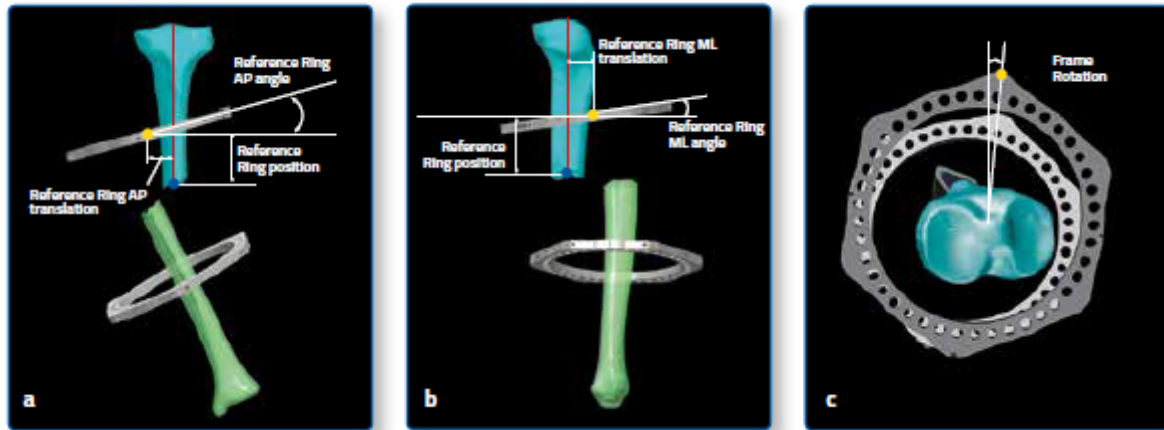 Reference Ring
AP angle
Reference
Ring position
Reference Ring AP
translation
a
Reference Ring ML
translation
Reference
Ring position
Reference Ring
ML angle
b
Frame
Rotation
c